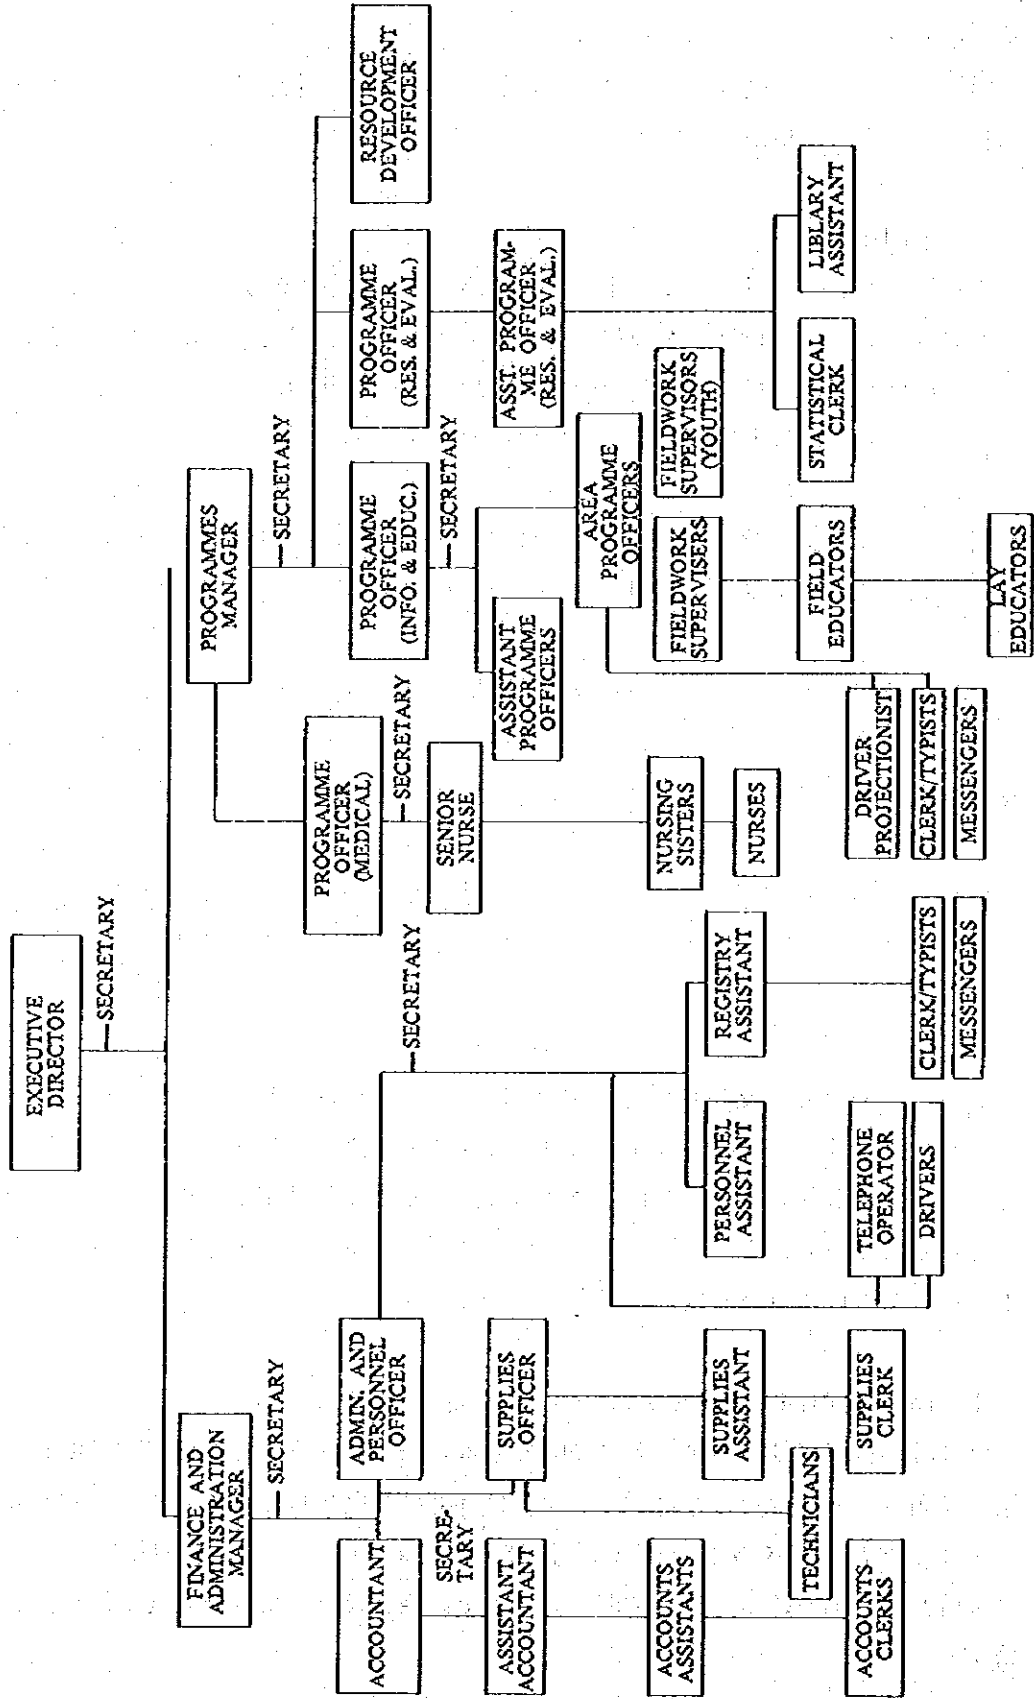 EXECUTIVE
DIRECTOR
SECRETARY
FINANCE AND
ADMINISTRATION
MANAGER
PROGRAMMES
MANAGER
SECRETARY
SECRETARY
ACCOUNTANT
ADMIN. AND
PERSONNEL
OFFICER
PROGRAMME
OFFICER
(MEDICAL)
PROGRAMME
OFFICER
(INFO. & EDUC.)
PROGRAMME
OFFICER
(RES. & EVAL.)
RESOURCE
DEVELOPMENT
OFFICER
SECRE-
TARY
SECRETARY
SECRETARY
SECRETARY
ASSISTANT
ACCOUNTANT
SUPPLIES
OFFICER
SENIOR
NURSE
ASSISTANT
PROGRAMME
OFFICERS
ASST. PROGRAM-
ME OFFICER
(RES. & EVAL.)
AREA
PROGRAMME
OFFICERS
ACCOUNTS
ASSISTANTS
SUPPLIES
ASSISTANT
PERSONNEL
ASSISTANT
REGISTRY
ASSISTANT
NURSING
SISTERS
FIELDWORK
SUPERVISERS
FIELDWORK
SUPERVISORS
(YOUTH)
NURSES
TECHNICIANS
ACCOUNTS
CLERKS
SUPPLIES
CLERK
TELEPHONE
OPERATOR
DRIVERS
CLERK/TYPISTS
MESSENGERS
DRIVER
PROJECTIONIST
CLERK/TYPISTS
MESSENGERS
FIELD
EDUCATORS
STATISTICAL
CLERK
LIBLARY
ASSISTANT
LAY
EDUCATORS